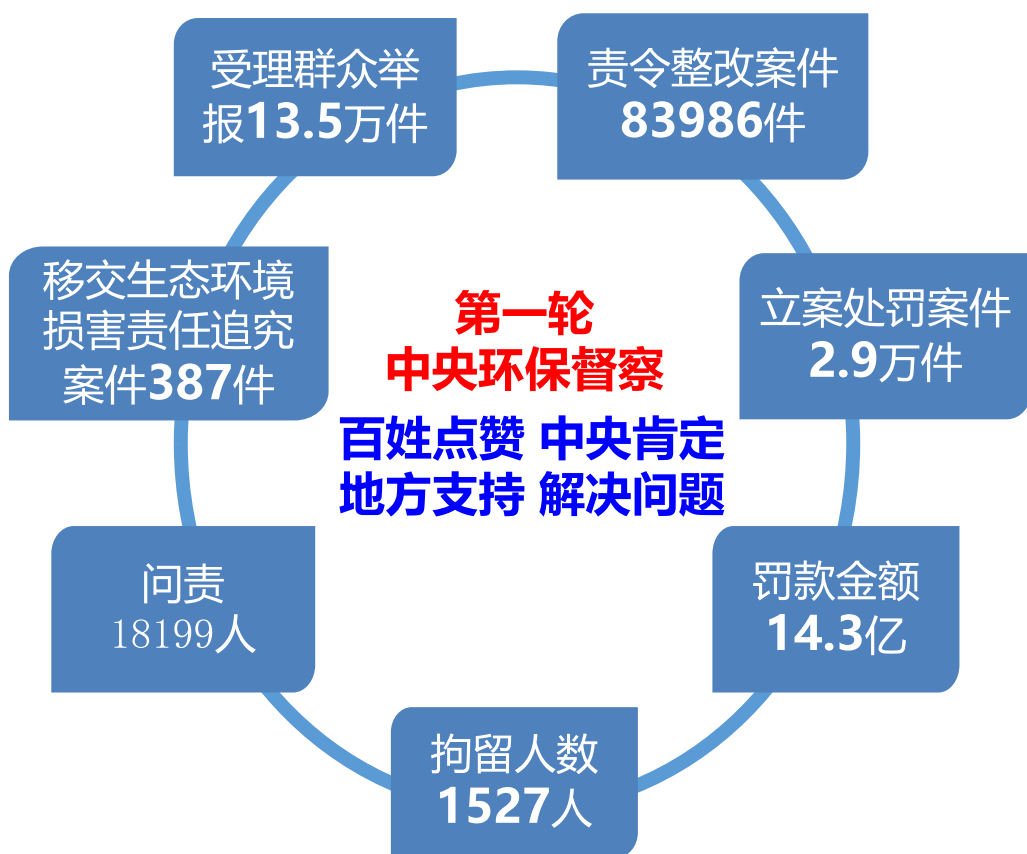 受理群众举
报13.5万件
责令整改案件
83986件
移交生态环境
损害责任追究
案件387件
立案处罚案件
2.9万件
第一轮
中央环保督察
百姓点赞 中央肯定
地方支持 解决问题
问责
18199人
罚款金额
14.3亿
拘留人数
1527人